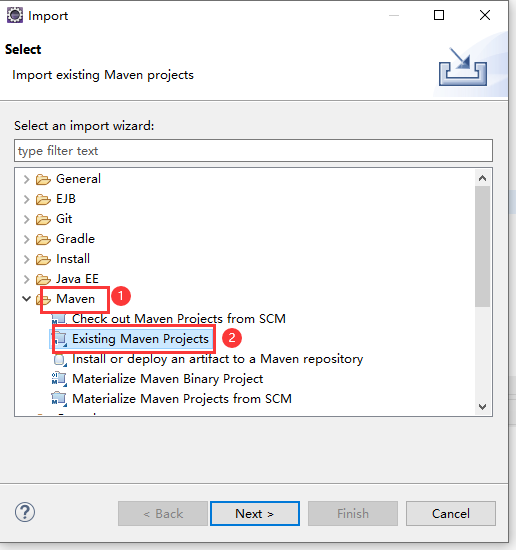 Import
Select
Import existing Maven projects
Select an import wizard:
type filter text
General
EJB
Git
Gradle
Install
Java EE
Maven
1
Check out Maven Projects from SCM
Existing Maven Projects
2
Install or deploy an artifact to a Maven repository
Materialize Maven Binary Project
Materialize Maven Projects from SCM
?
< Back
Next >
Finish
Cancel